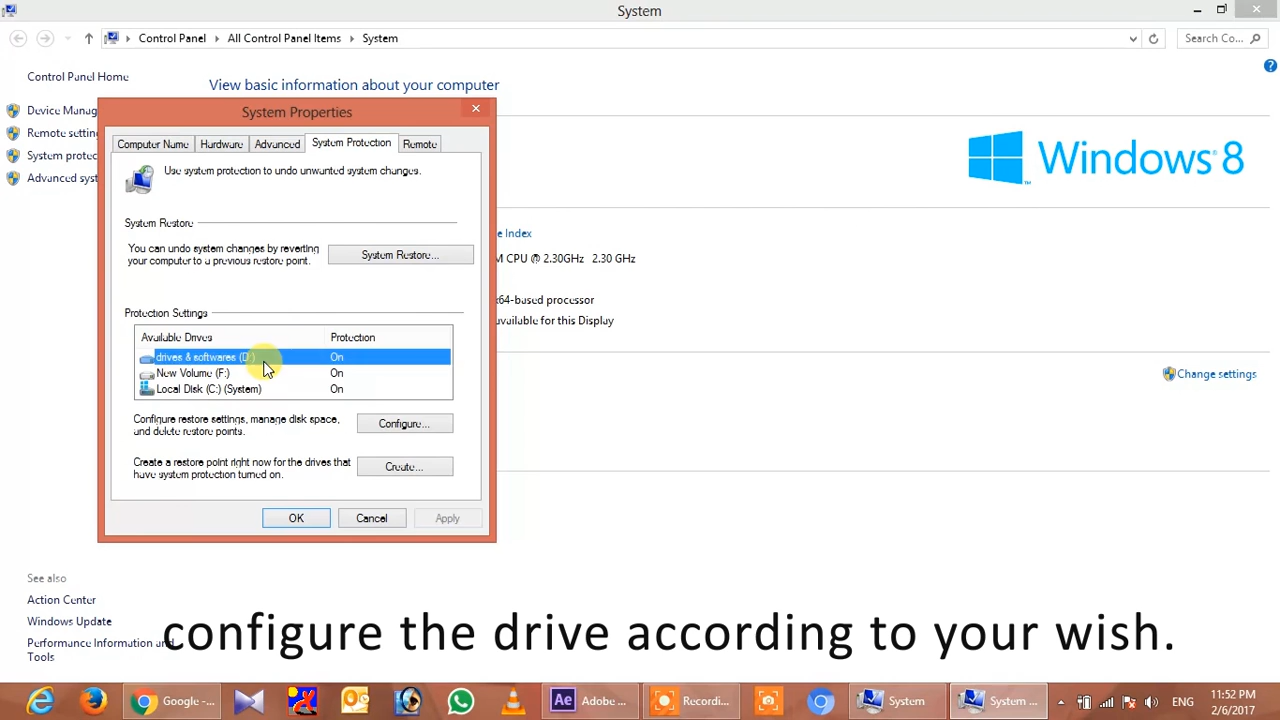 System
Control Panel
All Control Panel Items
System
Search Co...
Control Panel Home
View basic information about your computer
Device Manag
Remote setting
System protec
Advanced syst
System Properties
Computer Name
Hardware
Advanced
System Protection
Remote
Use system protection to undo unwanted system changes.
Windows 8
System Restore
You can undo system changes by reverting
your computer to a previous restore point.
System Restore...
e Index
M CPU @ 2.30GHz 2.30 GHz
x64-based processor
available for this Display
Protection Settings
Available Drives
Protection
drives & softwares (D:)
On
New Volume (F:)
On
Local Disk (C:) (System)
On
Change settings
Configure restore settings, manage disk space,
and delete restore points.
Configure...
Create a restore point right now for the drives that
have system protection turned on.
Create...
OK
Cancel
Apply
See also
Action Center
Windows Update
Performance Information and
Tools
configure the drive according to your wish.
Google -...
Ae
Adobe ...
Recordi...
System
System ...
ENG
11:52 PM
2/6/2017